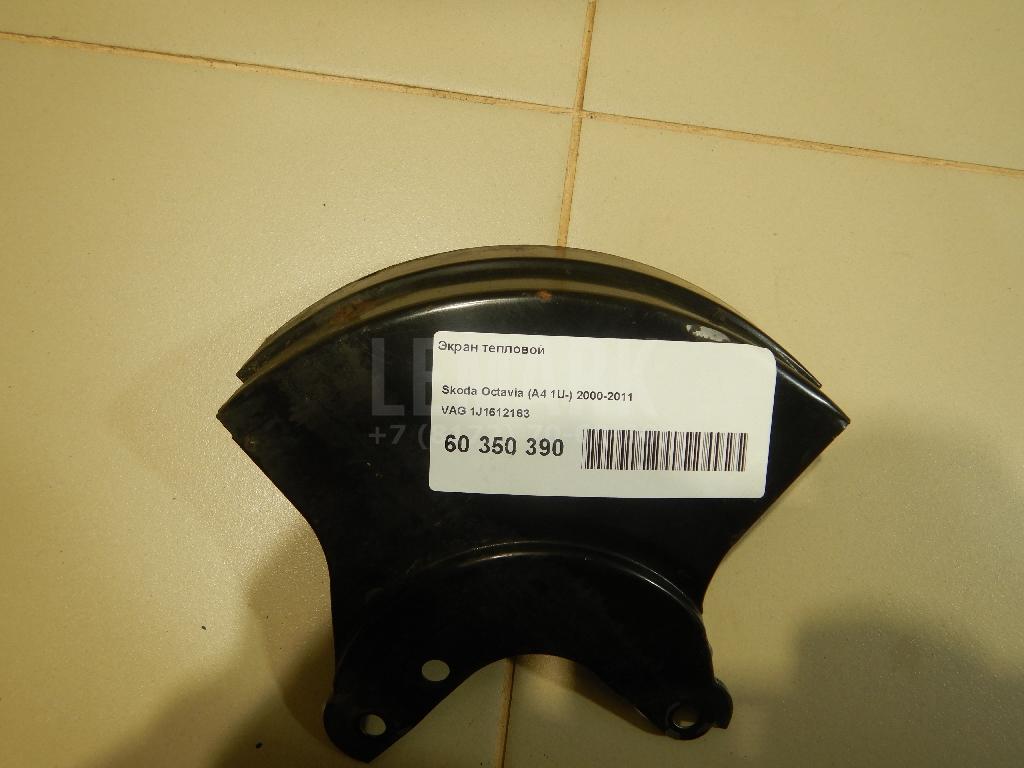 Экран тепловой
Skoda Octavia (A4 1U-) 2000-2011
VAG 1J1612163
60 350 390